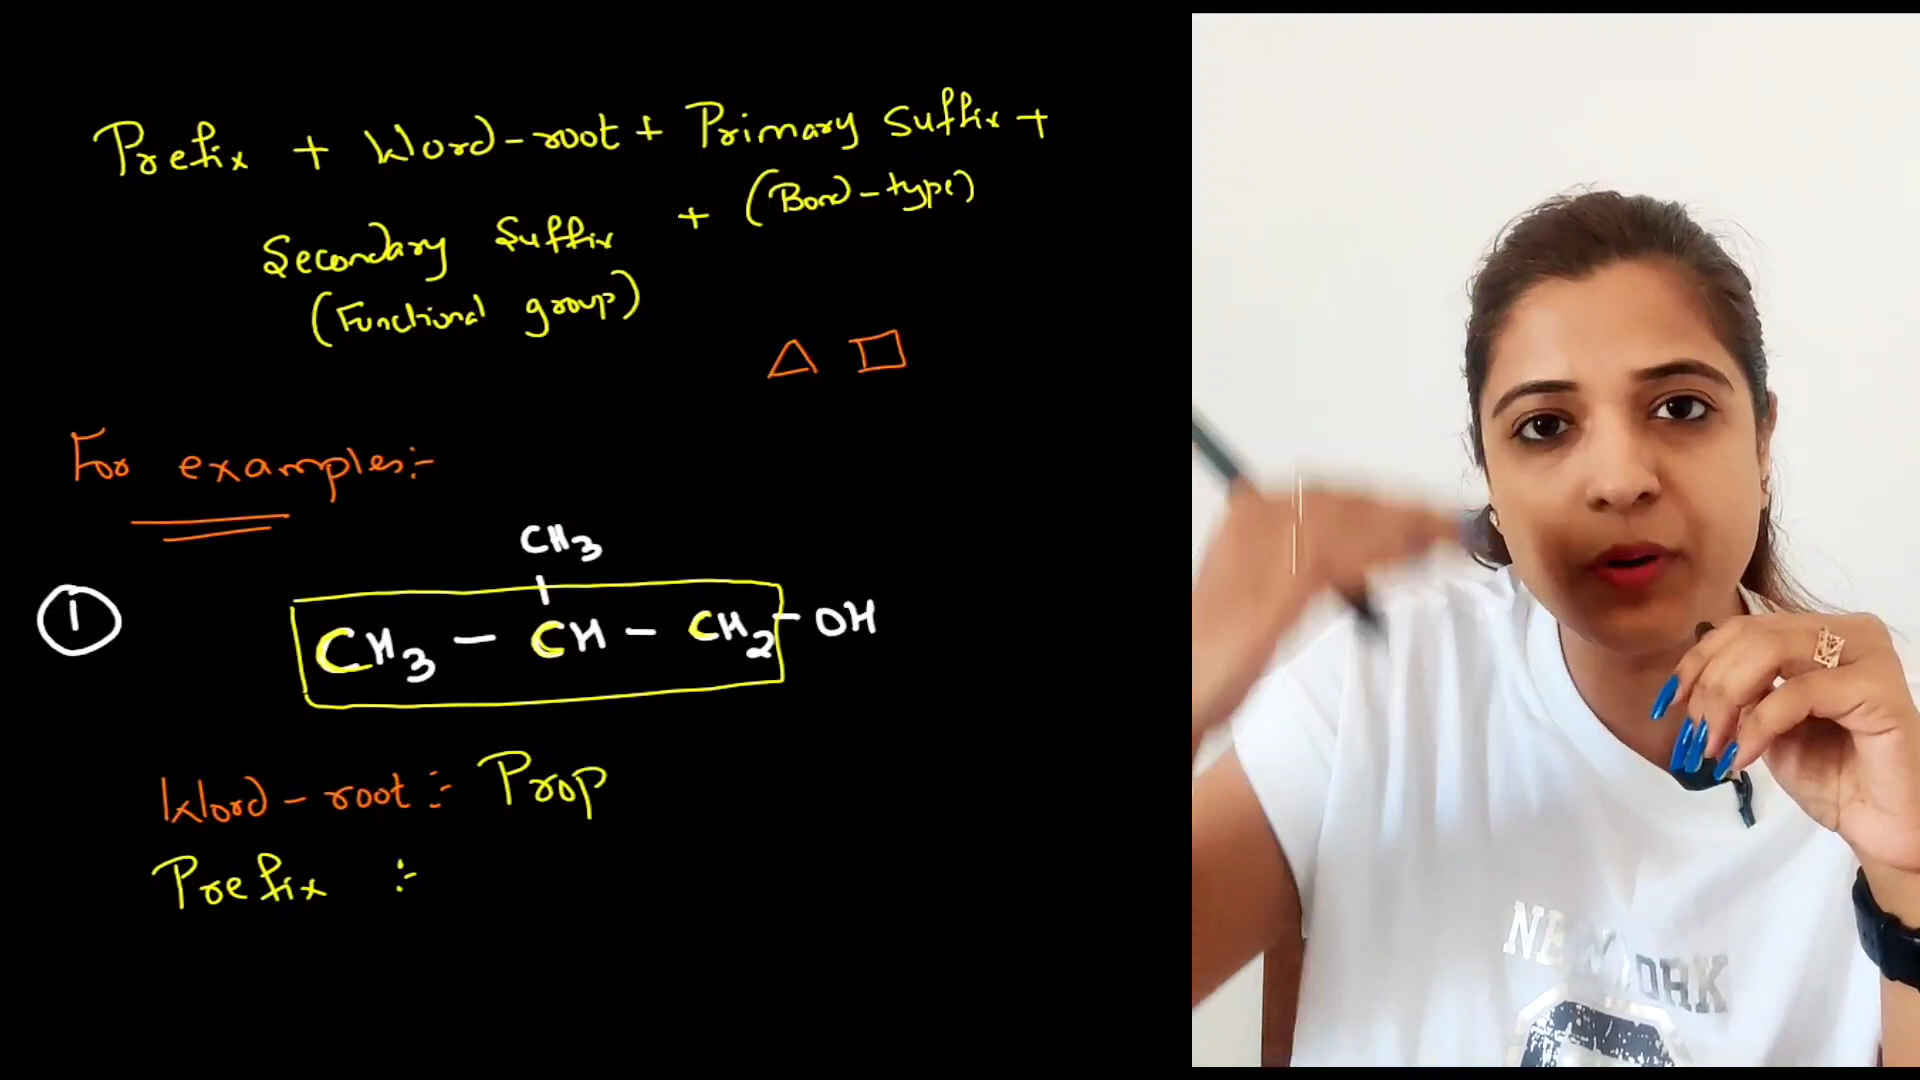 Prefix + Word-root + Primary Suffix +
(Bond-type)
Secondary Suffix +
(Functional group)
For examples:-
1
CH3
CH3 - CH - CH2 - OH
Word-root :- Prop
Prefix :-
NEW YORK